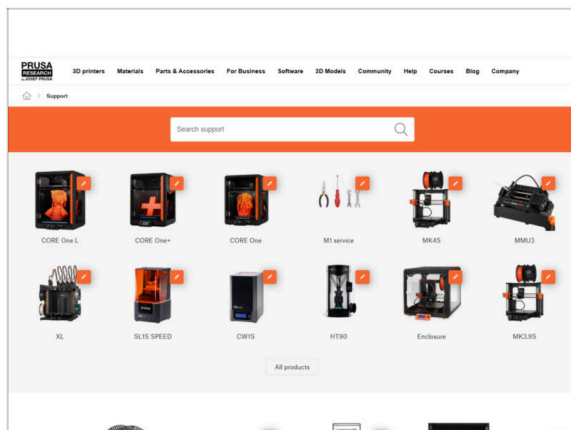 PRUSA
RESEARCH
by JOSEF PRUSA
3D printers Materials Parts & Accessories For Business Software 3D Models Community Help Courses Blog Company
Support
Search support
CORE One L CORE One+ CORE One M1 service MK4S MMU3
XL SL1S SPEED CW1S HT90 Enclosure MK3.9S
All products